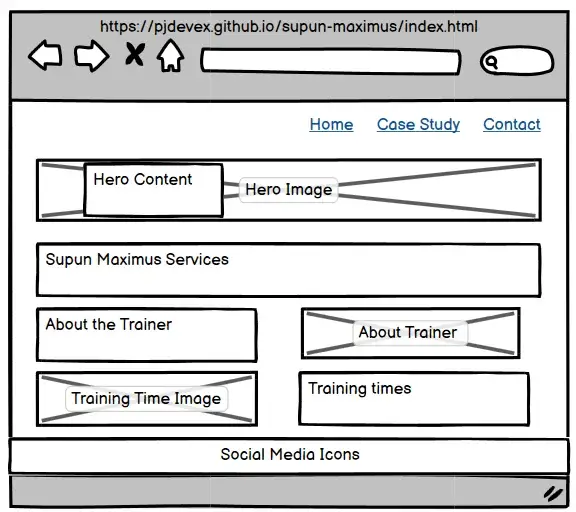 https://pjdevex.github.io/supun-maximus/index.html
Home Case Study Contact
Hero Content
Hero Image
Supun Maximus Services
About the Trainer
About Trainer
Training Time Image
Training times
Social Media Icons